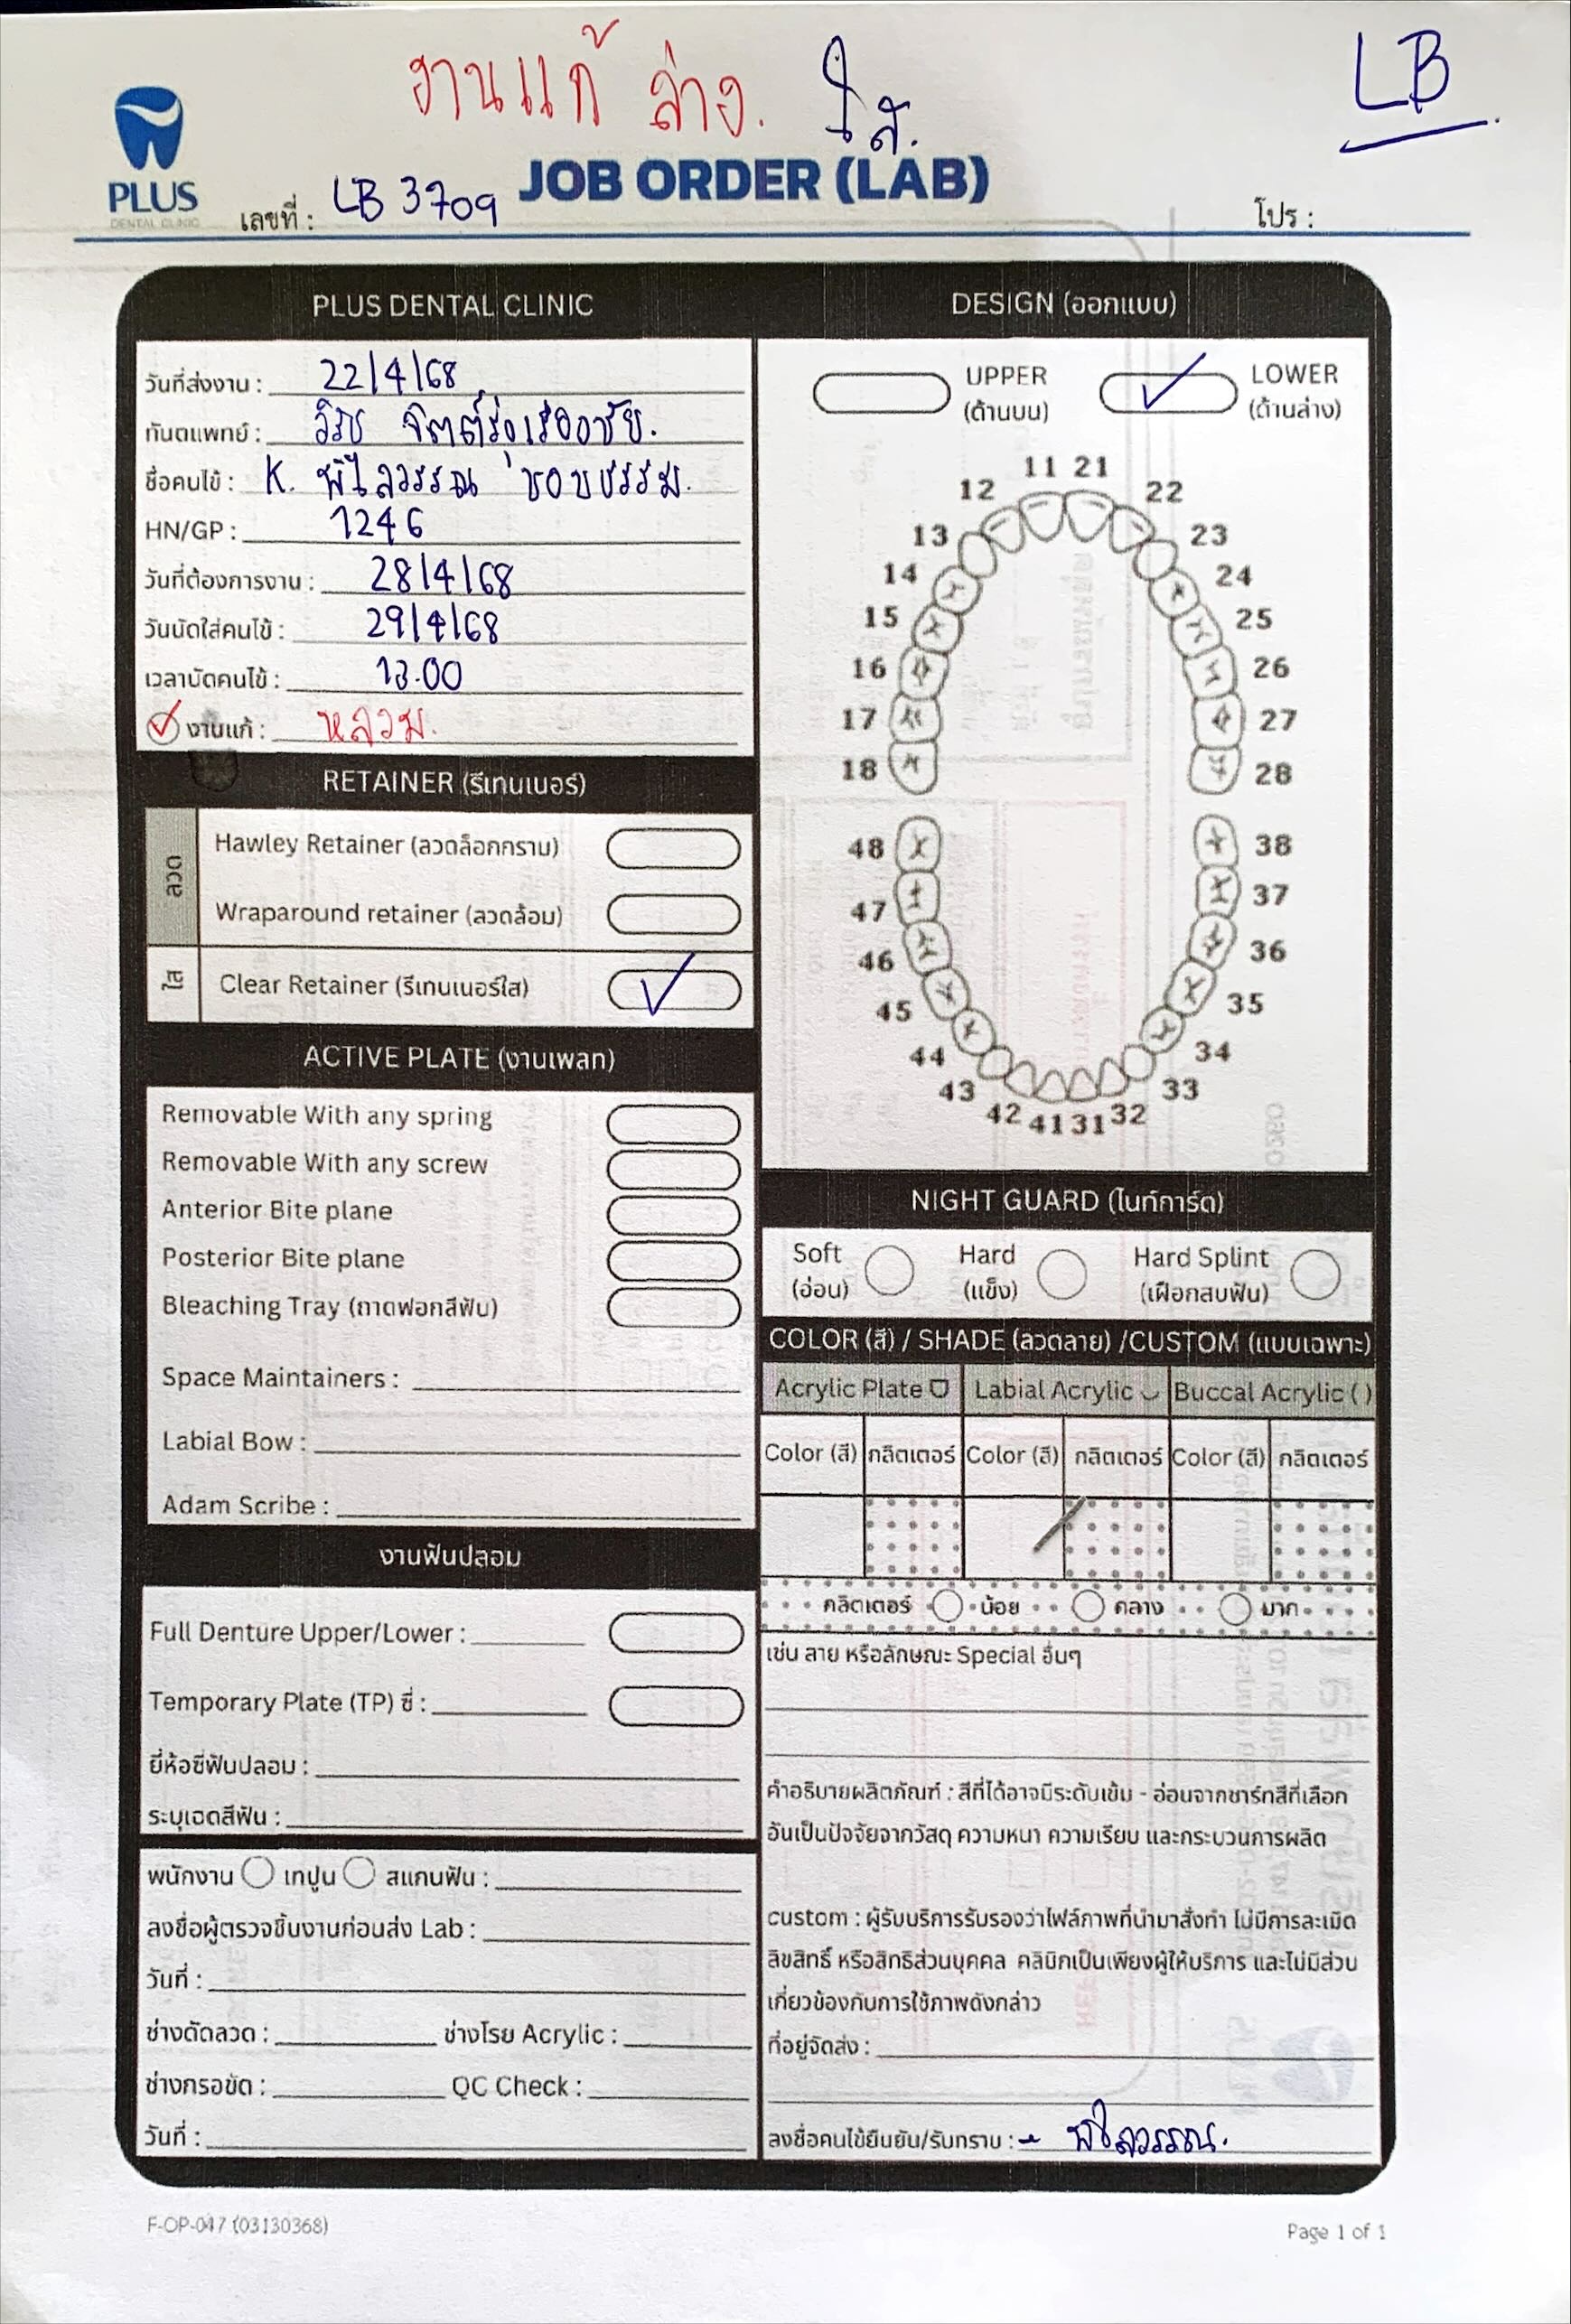 งานแก้ ล่าง. ใส.
LB
PLUS
DENTAL CLINIC
JOB ORDER (LAB)
เลขที่ : LB 3709
โปร :
PLUS DENTAL CLINIC
วันที่ส่งงาน : 22/4/68
ทันตแพทย์ : วิรัช จิตต์รุ่งเรืองชัย.
ชื่อคนไข้ : K. พิไลวรรณ ชอบธรรม.
HN/GP : 1246
วันที่ต้องการงาน : 28/4/68
วันนัดใส่คนไข้ : 29/4/68
เวลานัดคนไข้ : 13.00
งานแก้ : หลวม.
RETAINER (รีเทนเนอร์)
ลวด
Hawley Retainer (ลวดล็อกกราม)
Wraparound retainer (ลวดล้อม)
ใส
Clear Retainer (รีเทนเนอร์ใส)
ACTIVE PLATE (งานเพลท)
Removable With any spring
Removable With any screw
Anterior Bite plane
Posterior Bite plane
Bleaching Tray (ถาดฟอกสีฟัน)
Space Maintainers :
Labial Bow :
Adam Scribe :
งานฟันปลอม
Full Denture Upper/Lower :
Temporary Plate (TP) ซี่ :
ยี่ห้อซี่ฟันปลอม :
ระบุเฉดสีฟัน :
พนักงาน เทปูน สแกนฟัน :
ลงชื่อผู้ตรวจชิ้นงานก่อนส่ง Lab :
วันที่ :
ช่างดัดลวด : ช่างโรย Acrylic :
ช่างกรอขัด : QC Check :
วันที่ :
DESIGN (ออกแบบ)
UPPER LOWER
(ด้านบน) (ด้านล่าง)
11 21
12 22
13 23
14 24
15 25
16 26
17 27
18 28
48 38
47 37
46 36
45 35
44 34
43 33
42 41 31 32
NIGHT GUARD (ไนท์การ์ด)
Soft Hard Hard Splint
(อ่อน) (แข็ง) (เฝือกสบฟัน)
COLOR (สี) / SHADE (ลวดลาย) /CUSTOM (แบบเฉพาะ)
Acrylic Plate Labial Acrylic Buccal Acrylic ( )
Color (สี) กลิตเตอร์ Color (สี) กลิตเตอร์ Color (สี) กลิตเตอร์
กลิตเตอร์ น้อย กลาง มาก
เช่น ลาย หรือลักษณะ Special อื่นๆ
คำอธิบายผลิตภัณฑ์ : สีที่ได้อาจมีระดับเข้ม - อ่อนจากชาร์ทสีที่เลือก
อันเป็นปัจจัยจากวัสดุ ความหนา ความเรียบ และกระบวนการผลิต
custom : ผู้รับบริการรับรองว่าไฟล์ภาพที่นำมาสั่งทำ ไม่มีการละเมิด
ลิขสิทธิ์ หรือสิทธิส่วนบุคคล คลินิกเป็นเพียงผู้ให้บริการ และไม่มีส่วน
เกี่ยวข้องกับการใช้ภาพดังกล่าว
ที่อยู่จัดส่ง :
ลงชื่อคนไข้ยืนยัน/รับทราบ : พิไลวรรณ.
F-OP-047 (03130368)
Page 1 of 1